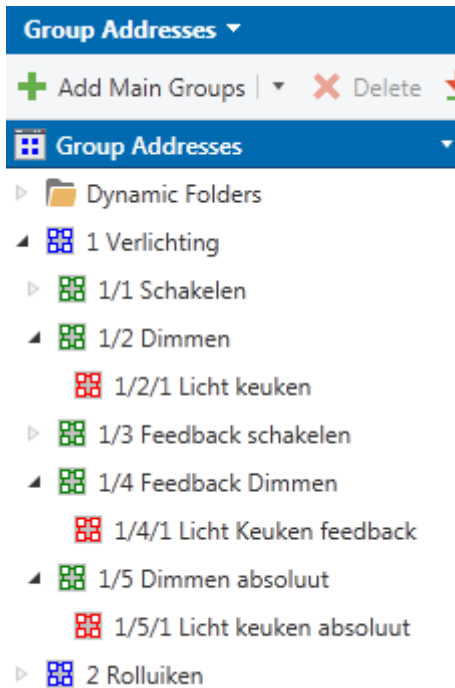 Group Addresses
Add Main Groups Delete
Group Addresses
Dynamic Folders
1 Verlichting
1/1 Schakelen
1/2 Dimmen
1/2/1 Licht keuken
1/3 Feedback schakelen
1/4 Feedback Dimmen
1/4/1 Licht Keuken feedback
1/5 Dimmen absoluut
1/5/1 Licht keuken absoluut
2 Rolluiken